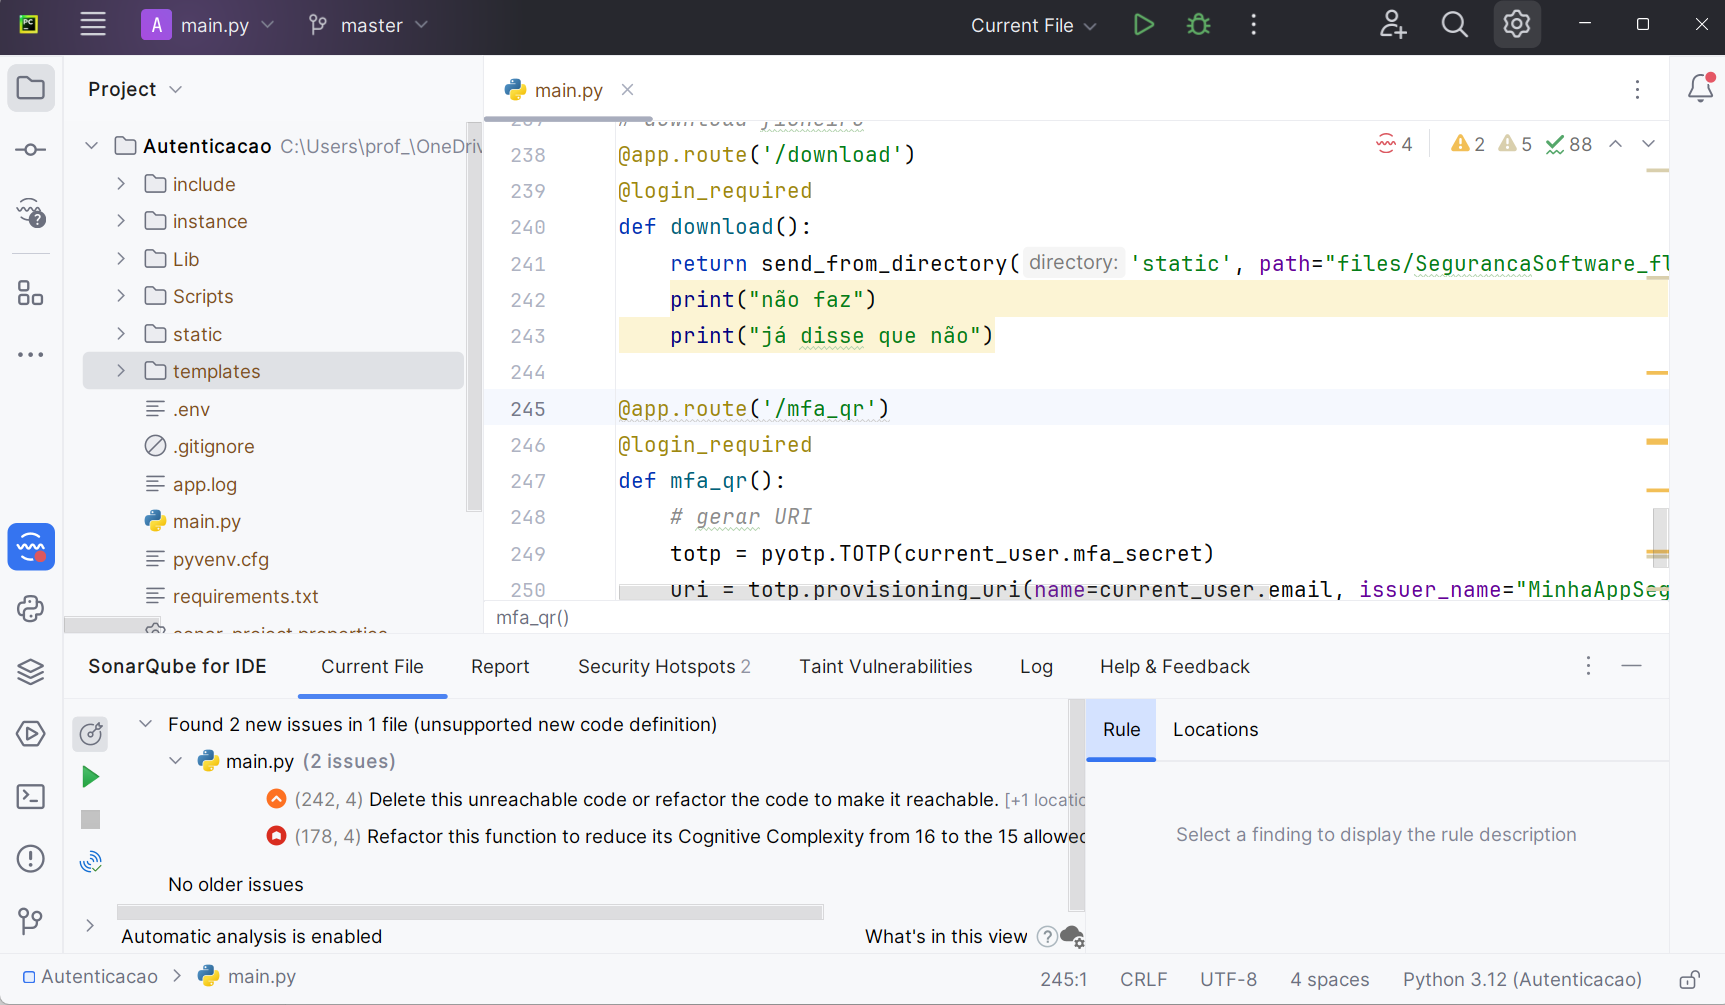 PC
A main.py
master
Current File
Project
Autenticacao C:\Users\prof_\OneDriv
include
instance
Lib
Scripts
static
templates
.env
.gitignore
app.log
main.py
pyvenv.cfg
requirements.txt
main.py
4 2 5 88
# download ficheiro
238 @app.route('/download')
239 @login_required
240 def download():
241 return send_from_directory( directory: 'static', path="files/SegurancaSoftware_fl
242 print("não faz")
243 print("já disse que não")
244
245 @app.route('/mfa_qr')
246 @login_required
247 def mfa_qr():
248 # gerar URI
249 totp = pyotp.TOTP(current_user.mfa_secret)
250 uri = totp.provisioning_uri(name=current_user.email, issuer_name="MinhaAppSeg
mfa_qr()
SonarQube for IDE Current File Report Security Hotspots 2 Taint Vulnerabilities Log Help & Feedback
Found 2 new issues in 1 file (unsupported new code definition)
main.py (2 issues)
(242, 4) Delete this unreachable code or refactor the code to make it reachable. [+1 locatio
(178, 4) Refactor this function to reduce its Cognitive Complexity from 16 to the 15 allowed
No older issues
Automatic analysis is enabled
What's in this view
Rule Locations
Select a finding to display the rule description
Autenticacao > main.py
245:1 CRLF UTF-8 4 spaces Python 3.12 (Autenticacao)